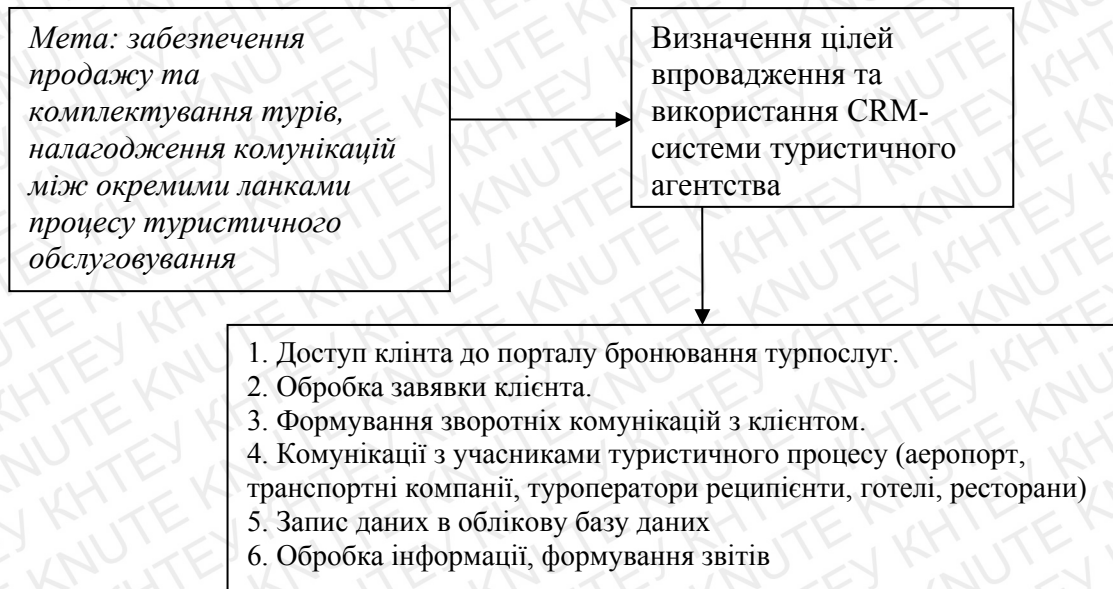 Мета: забезпечення
продажу та
комплектування турів,
налагодження комунікацій
між окремими ланками
процесу туристичного
обслуговування
Визначення цілей
впровадження та
використання CRM-
системи туристичного
агентства
1. Доступ клінта до порталу бронювання турпослуг.
2. Обробка завявки клієнта.
3. Формування зворотніх комунікацій з клієнтом.
4. Комунікації з учасниками туристичного процесу (аеропорт,
транспортні компанії, туроператори реципієнти, готелі, ресторани)
5. Запис даних в облікову базу даних
6. Обробка інформації, формування звітів